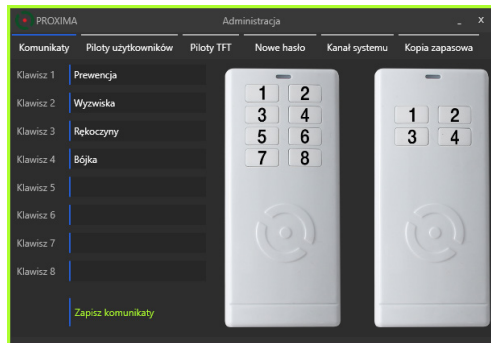 PROXIMA Administracja _ X
Komunikaty Piloty użytkowników Piloty TFT Nowe hasło Kanał systemu Kopia zapasowa
Klawisz 1 Prewencja
Klawisz 2 Wyzwiska
Klawisz 3 Rękoczyny
Klawisz 4 Bójka
Klawisz 5
Klawisz 6
Klawisz 7
Klawisz 8
Zapisz komunikaty
1 2
3 4
5 6
7 8
1 2
3 4